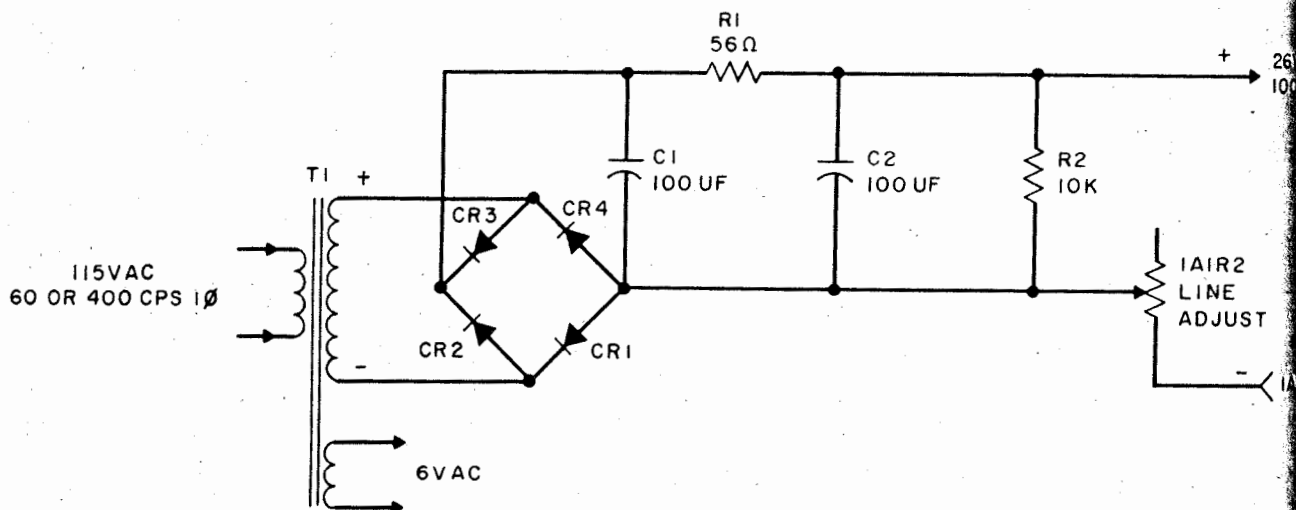 R1
56Ω
+
26
100
C1
100 UF
C2
100 UF
R2
10K
T1
+
CR3
CR4
115VAC
60 OR 400 CPS 1Ø
1A1R2
LINE
ADJUST
CR2
CR1
-
-
6VAC